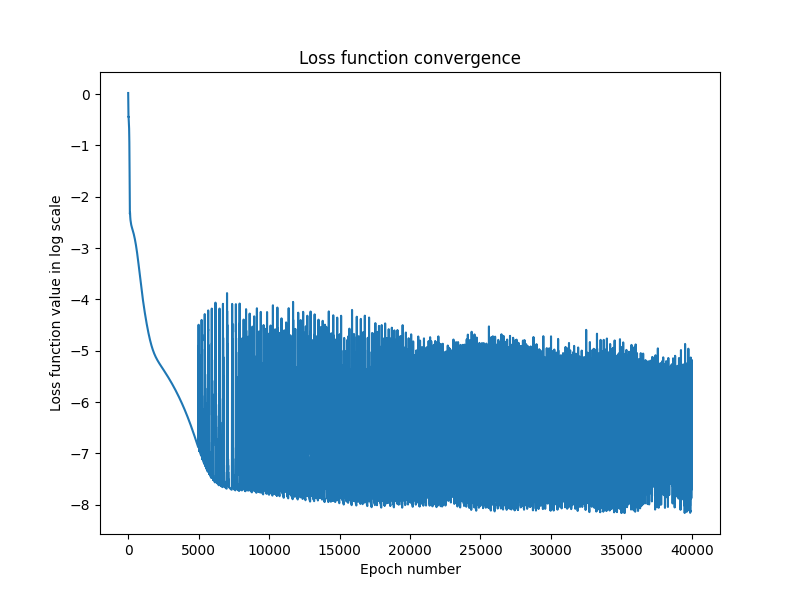 Loss function convergence
Loss function value in log scale
0
−1
−2
−3
−4
−5
−6
−7
−8
0 5000 10000 15000 20000 25000 30000 35000 40000
Epoch number